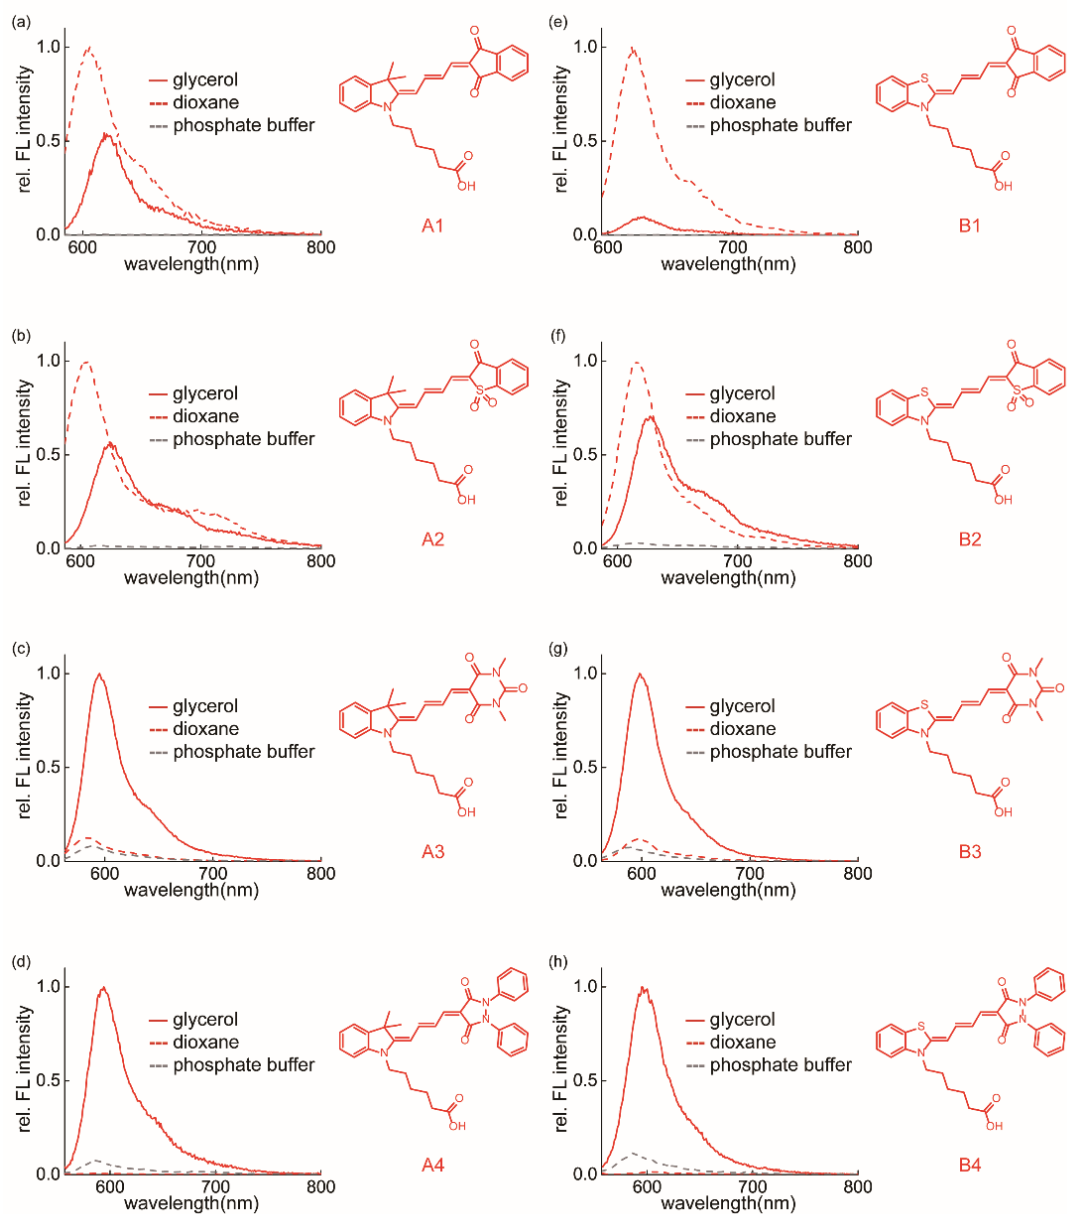 (a)
rel. FL intensity
1.0
0.5
0.0
600
700
800
wavelength(nm)
glycerol
dioxane
phosphate buffer
N
O
O
O
OH
A1
(e)
rel. FL intensity
1.0
0.5
0.0
600
700
800
wavelength(nm)
glycerol
dioxane
phosphate buffer
S
N
O
O
O
OH
B1
(b)
rel. FL intensity
1.0
0.5
0.0
600
700
800
wavelength(nm)
glycerol
dioxane
phosphate buffer
N
O
S
O
O
O
OH
A2
(f)
rel. FL intensity
1.0
0.5
0.0
600
700
800
wavelength(nm)
glycerol
dioxane
phosphate buffer
S
N
O
S
O
O
O
OH
B2
(c)
rel. FL intensity
1.0
0.5
0.0
600
700
800
wavelength(nm)
glycerol
dioxane
phosphate buffer
N
O
N
O
N
O
O
OH
A3
(g)
rel. FL intensity
1.0
0.5
0.0
600
700
800
wavelength(nm)
glycerol
dioxane
phosphate buffer
S
N
O
N
O
N
O
O
OH
B3
(d)
rel. FL intensity
1.0
0.5
0.0
600
700
800
wavelength(nm)
glycerol
dioxane
phosphate buffer
N
O
N
N
O
O
OH
A4
(h)
rel. FL intensity
1.0
0.5
0.0
600
700
800
wavelength(nm)
glycerol
dioxane
phosphate buffer
S
N
O
N
N
O
O
OH
B4